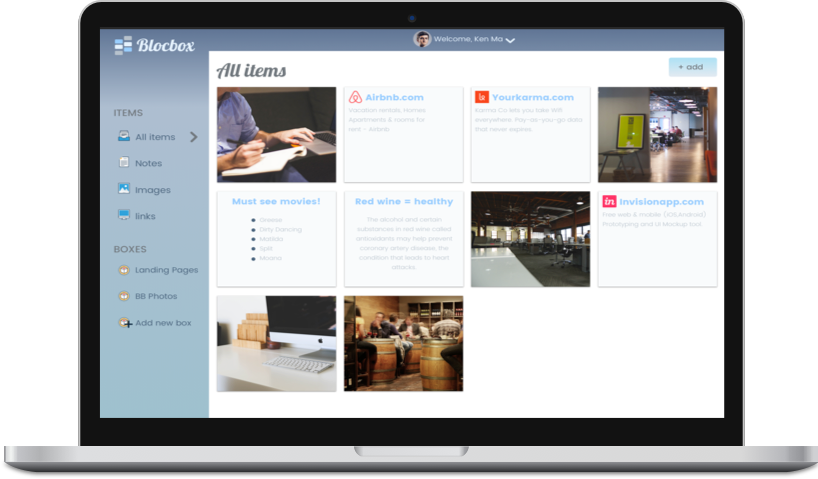 Blocbox
Welcome, Ken Ma
All items
+ add
ITEMS
All items
Notes
Images
links
BOXES
Landing Pages
BB Photos
Add new box
Airbnb.com
Vacation rentals, Homes,
Apartments & rooms for
rent - Airbnb
Yourkarma.com
Karma Co lets you take Wifi
everywhere. Pay-as-you-go data
that never expires.
Must see movies!
Grease
Dirty Dancing
Matilda
Split
Moana
Red wine = healthy
The alcohol and certain
substances in red wine called
antioxidants may help prevent
coronary artery disease, the
condition that leads to heart
attacks.
in Invisionapp.com
Free web & mobile (iOS,Android)
Prototyping and UI Mockup tool